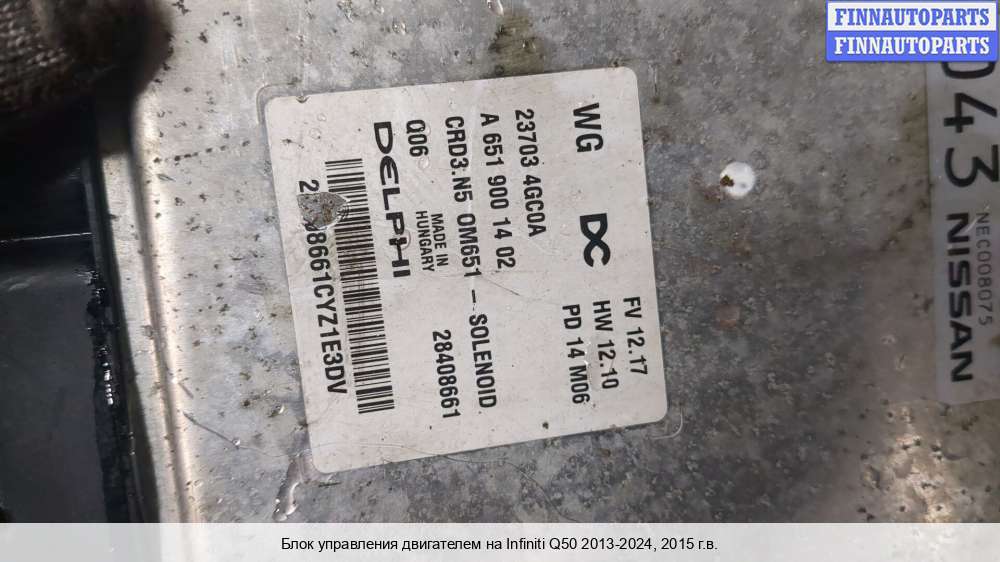 FINNAUTOPARTS
FINNAUTOPARTS
WG DC
FV 12.17
HW 12.10
PD 14 M06
23703 4GC0A
A 651 900 14 02
CRD3.N5 OM651 – SOLENOID
Q06
MADE IN
HUNGARY
28408661
DELPHI
8661CYZ1E3DV
043
NEC008075
NISSAN
Блок управления двигателем на Infiniti Q50 2013-2024, 2015 г.в.